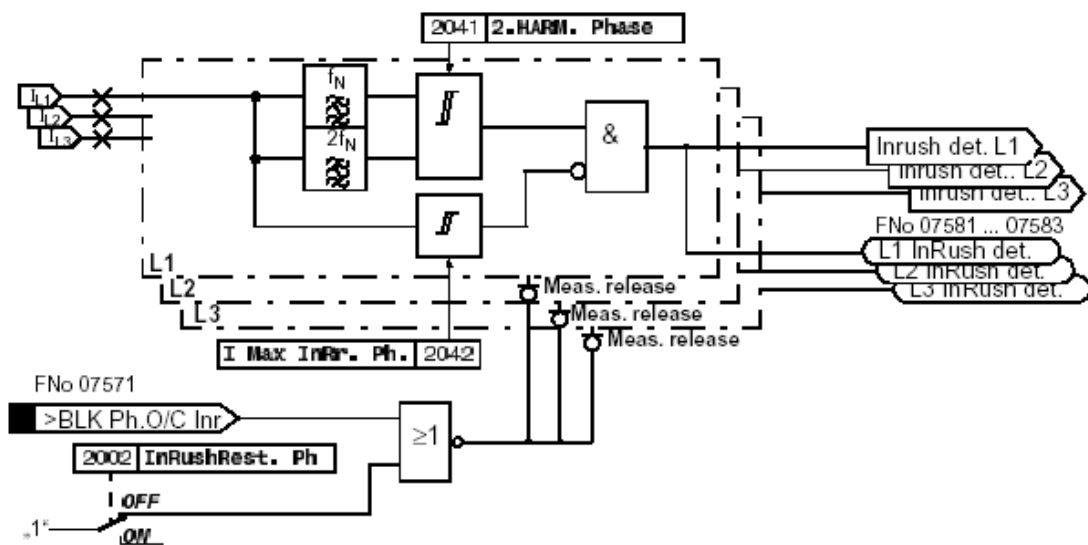 2041 2.HARM. Phase
IL1
IL2
IL3
fN
2fN
&
Inrush det. L1
Inrush det.. L2
Inrush det.. L3
FNo 07581 ... 07583
L1 InRush det.
L2 InRush det.
L3 InRush det.
L1
L2
L3
Meas. release
Meas. release
Meas. release
I Max InRr. Ph. 2042
FNo 07571
>BLK Ph.O/C Inr
≥1
2002 InRushRest. Ph
OFF
„1“
ON